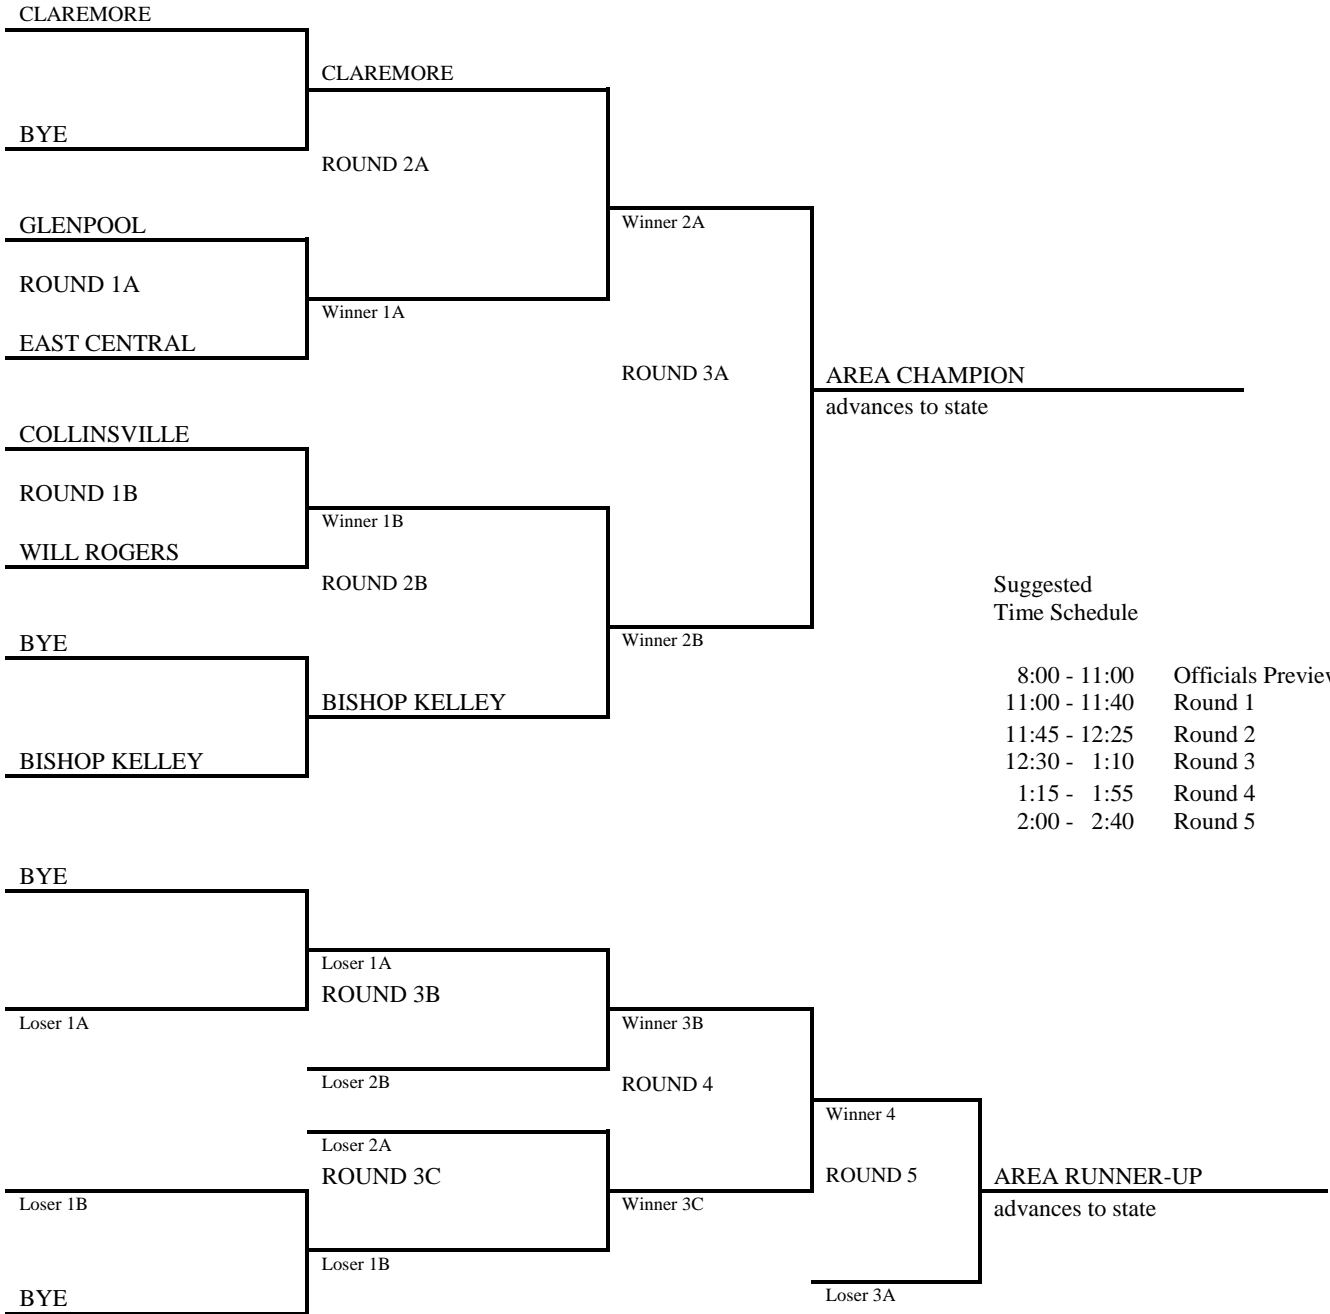 CLAREMORE
CLAREMORE
BYE
ROUND 2A
GLENPOOL
Winner 2A
ROUND 1A
Winner 1A
EAST CENTRAL
ROUND 3A
AREA CHAMPION
advances to state
COLLINSVILLE
ROUND 1B
Winner 1B
WILL ROGERS
ROUND 2B
Suggested
Time Schedule
BYE
Winner 2B
8:00 - 11:00 Officials
BISHOP KELLEY
11:00 - 11:40 Round 1
11:45 - 12:25 Round 2
BISHOP KELLEY
12:30 - 1:10 Round 3
1:15 - 1:55 Round 4
2:00 - 2:40 Round 5
BYE
Loser 1A
ROUND 3B
Loser 1A
Winner 3B
Loser 2B
ROUND 4
Winner 4
Loser 2A
ROUND 3C
ROUND 5
AREA RUNNER-UP
Loser 1B
Winner 3C
advances to state
Loser 1B
BYE
Loser 3A